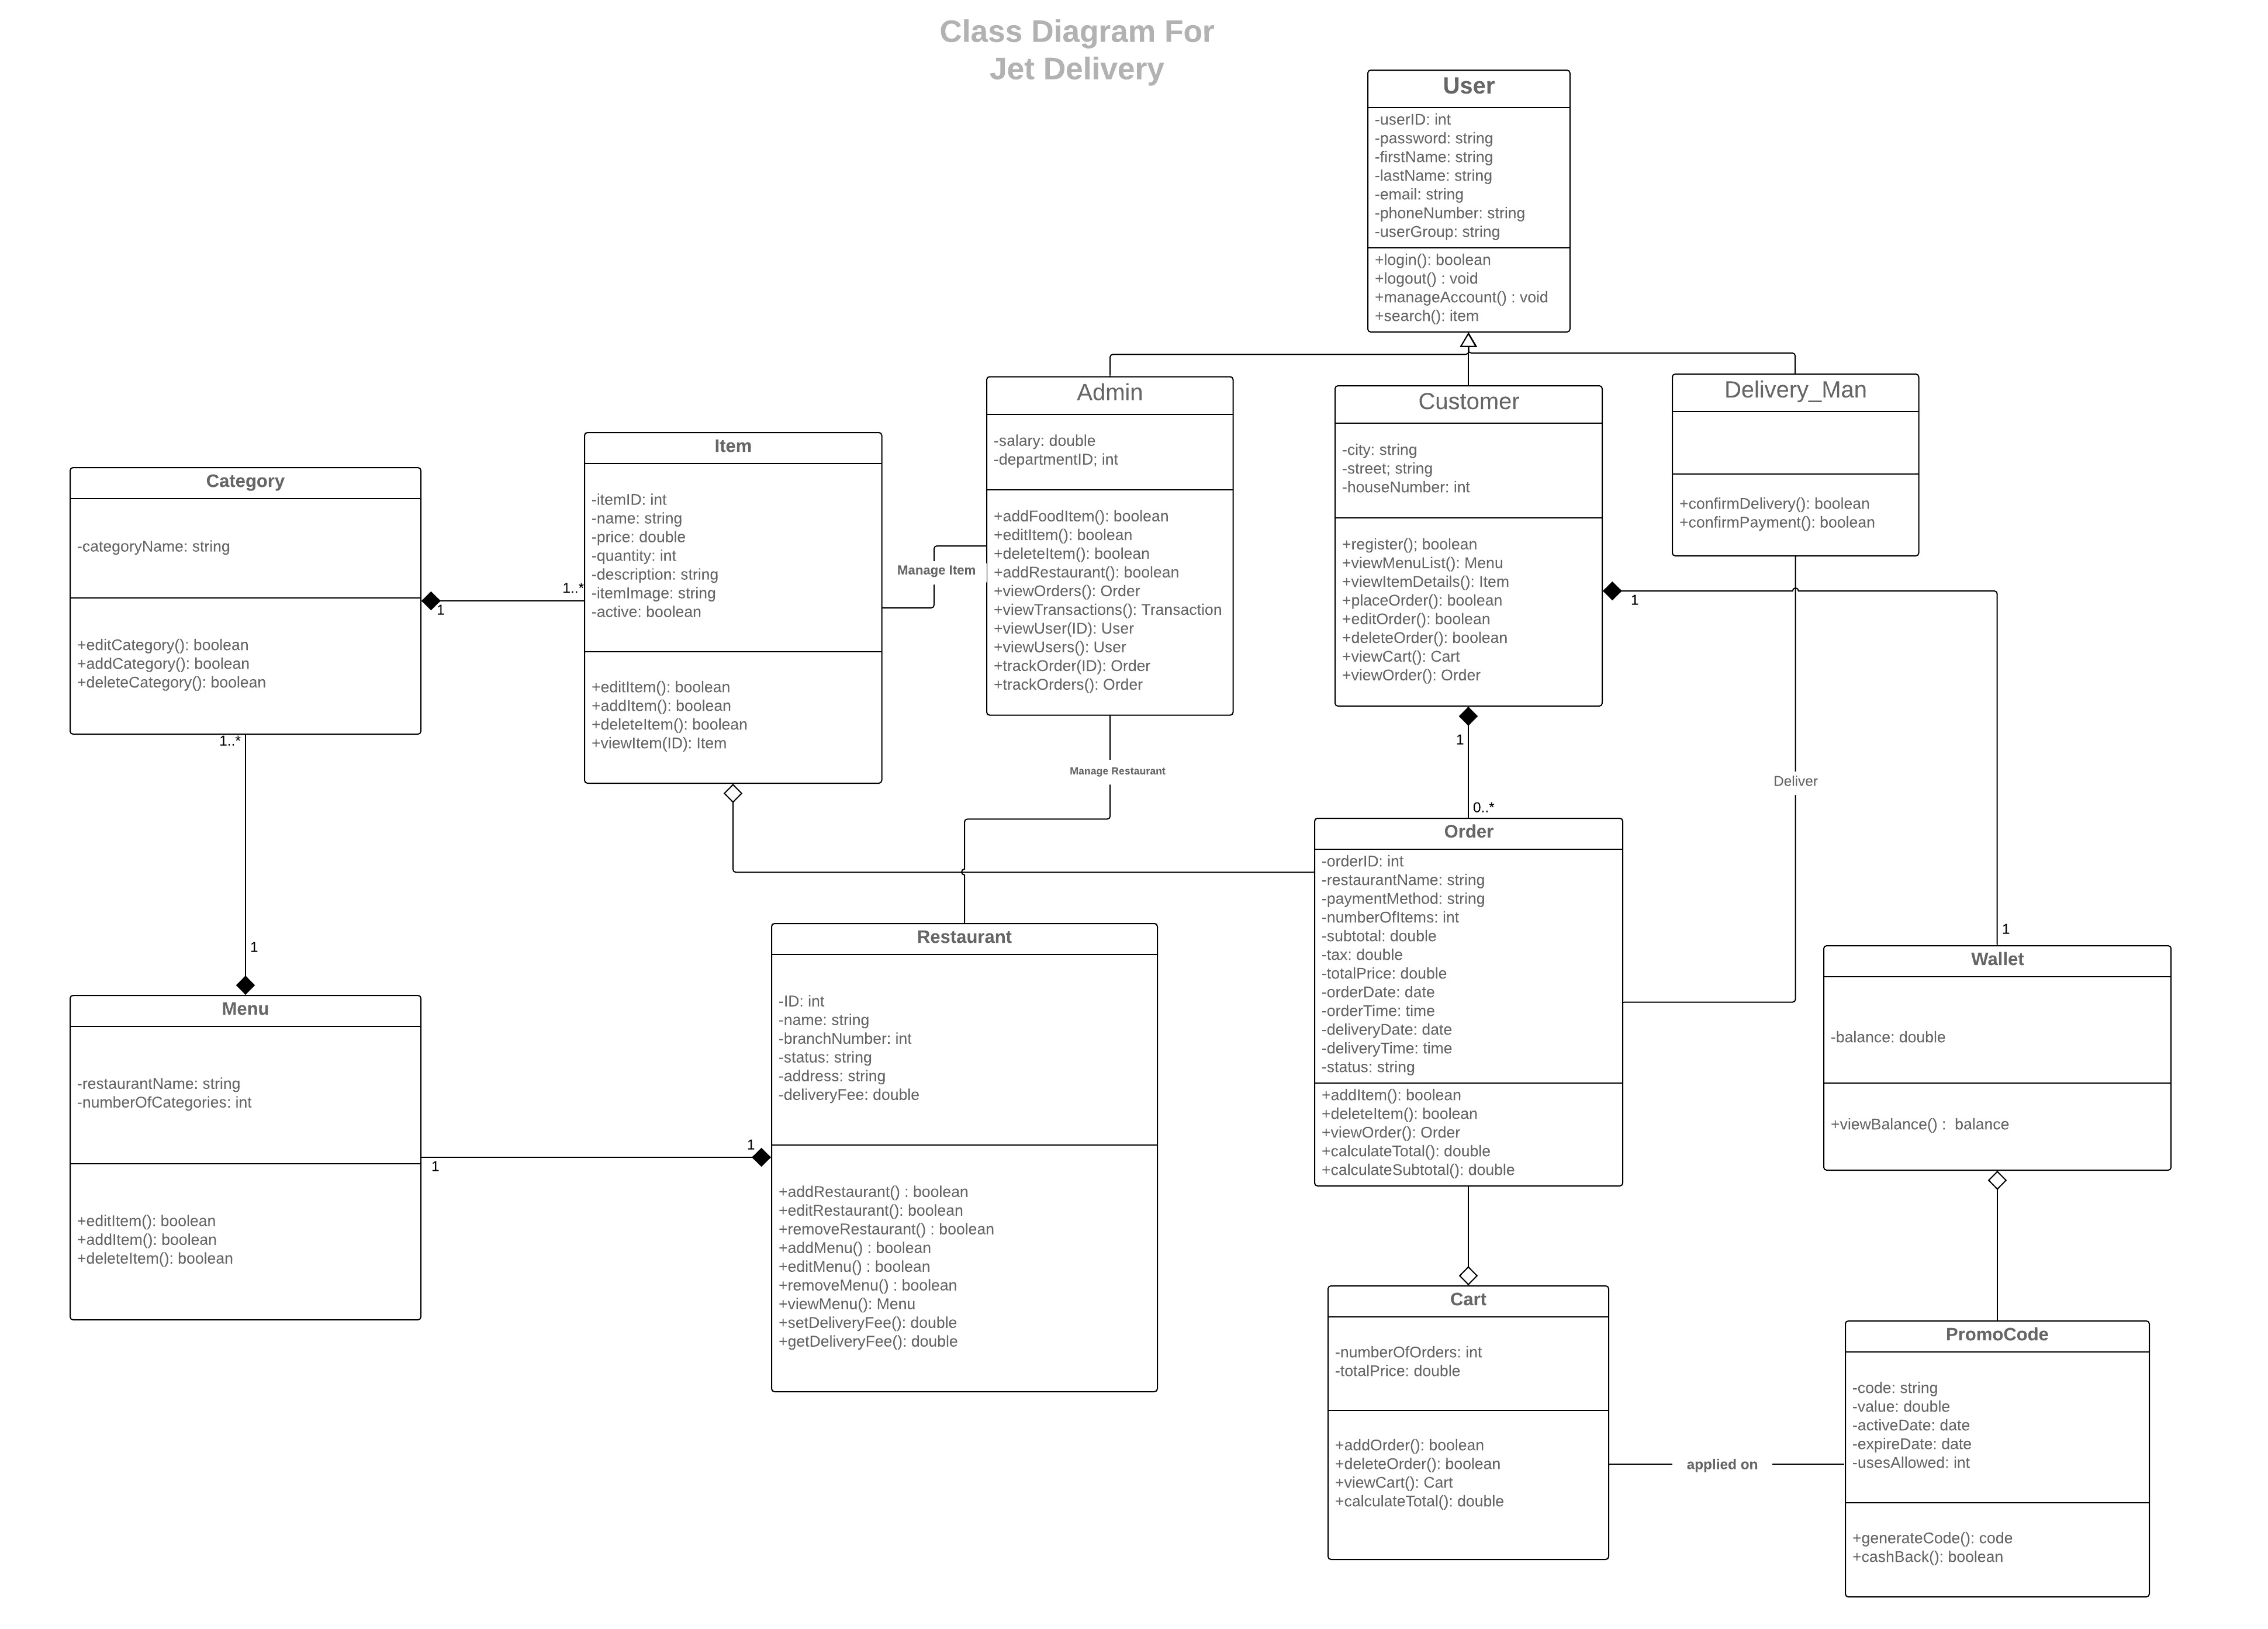 Class Diagram For
Jet Delivery
User
-userID: int
-password: string
-firstName: string
-lastName: string
-email: string
-phoneNumber: string
-userGroup: string
+login(): boolean
+logout() : void
+manageAccount() : void
+search(): item
Admin
-salary: double
-departmentID; int
+addFoodItem(): boolean
+editItem(): boolean
+deleteItem(): boolean
+addRestaurant(): boolean
+viewOrders(): Order
+viewTransactions(): Transaction
+viewUser(ID): User
+viewUsers(): User
+trackOrder(ID): Order
+trackOrders(): Order
Customer
-city: string
-street; string
-houseNumber: int
+register(); boolean
+viewMenuList(): Menu
+viewItemDetails(): Item
+placeOrder(): boolean
+editOrder(): boolean
+deleteOrder(): boolean
+viewCart(): Cart
+viewOrder(): Order
Delivery_Man
+confirmDelivery(): boolean
+confirmPayment(): boolean
Item
-itemID: int
-name: string
-price: double
-quantity: int
-description: string
-itemImage: string
-active: boolean
+editItem(): boolean
+addItem(): boolean
+deleteItem(): boolean
+viewItem(ID): Item
Category
-categoryName: string
+editCategory(): boolean
+addCategory(): boolean
+deleteCategory(): boolean
Manage Item
1..*
1
1
1..*
1
Manage Restaurant
1
0..*
Deliver
1
Order
-orderID: int
-restaurantName: string
-paymentMethod: string
-numberOfItems: int
-subtotal: double
-tax: double
-totalPrice: double
-orderDate: date
-orderTime: time
-deliveryDate: date
-deliveryTime: time
-status: string
+addItem(): boolean
+deleteItem(): boolean
+viewOrder(): Order
+calculateTotal(): double
+calculateSubtotal(): double
Restaurant
-ID: int
-name: string
-branchNumber: int
-status: string
-address: string
-deliveryFee: double
+addRestaurant() : boolean
+editRestaurant(): boolean
+removeRestaurant() : boolean
+addMenu() : boolean
+editMenu() : boolean
+removeMenu() : boolean
+viewMenu(): Menu
+setDeliveryFee(): double
+getDeliveryFee(): double
Wallet
-balance: double
+viewBalance() : balance
Menu
-restaurantName: string
-numberOfCategories: int
+editItem(): boolean
+addItem(): boolean
+deleteItem(): boolean
1
1
Cart
-numberOfOrders: int
-totalPrice: double
+addOrder(): boolean
+deleteOrder(): boolean
+viewCart(): Cart
+calculateTotal(): double
applied on
PromoCode
-code: string
-value: double
-activeDate: date
-expireDate: date
-usesAllowed: int
+generateCode(): code
+cashBack(): boolean